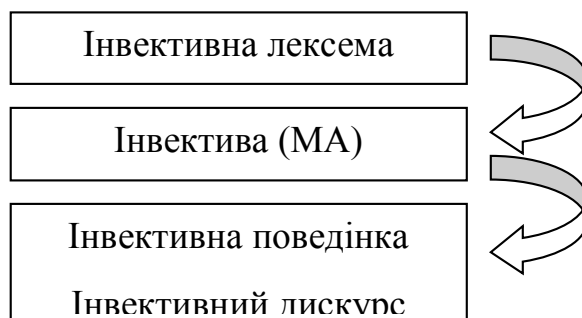 Інвективна лексема
Інвектива (МА)
Інвективна поведінка
Інвективний дискурс